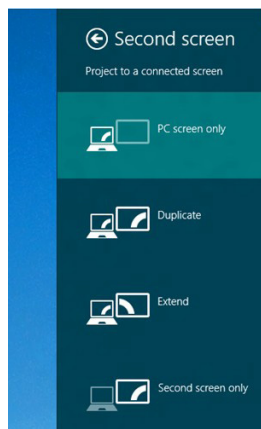 Second screen
Project to a connected screen
PC screen only
Duplicate
Extend
Second screen only